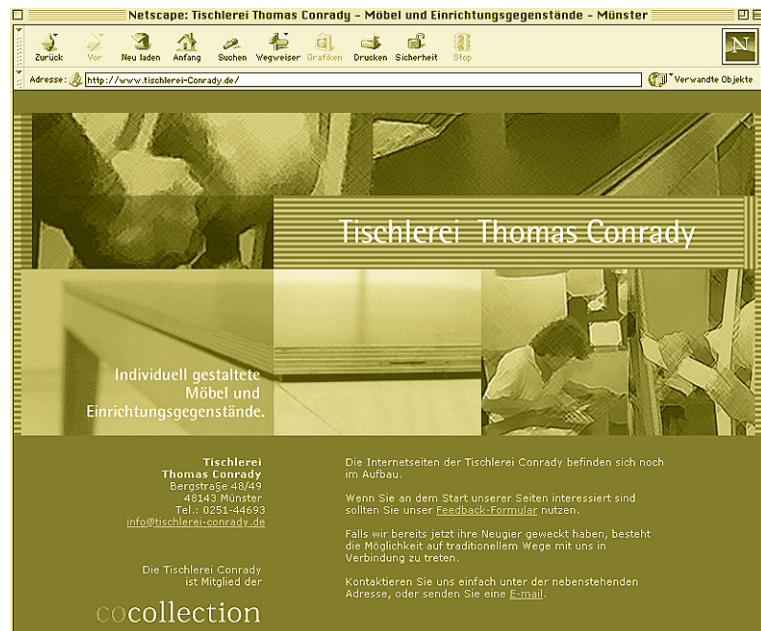 Netscape: Tischlerei Thomas Conrady - Möbel und Einrichtungsgegenstände - Münster
Zurück Vor Neu laden Anfang Suchen Wegweiser Grafiken Drucken Sicherheit Stop
N
Adresse: http://www.tischlerei-Conrady.de/ Verwandte Objekte
Tischlerei Thomas Conrady
Individuell gestaltete
Möbel und
Einrichtungsgegenstände.
Tischlerei
Thomas Conrady
Bergstra§e 48/49
48143 Münster
Tel.: 0251-44693
info@tischlerei-conrady.de
Die Tischlerei Conrady
ist Mitglied der
cocollection
Die Internetseiten der Tischlerei Conrady befinden sich noch
im Aufbau.
Wenn Sie an dem Start unserer Seiten interessiert sind
sollten Sie unser Feedback-Formular nutzen.
Falls wir bereits jetzt ihre Neugier geweckt haben, besteht
die Möglichkeit auf traditionellem Wege mit uns in
Verbindung zu treten.
Kontaktieren Sie uns einfach unter der nebenstehenden
Adresse, oder senden Sie eine E-mail.